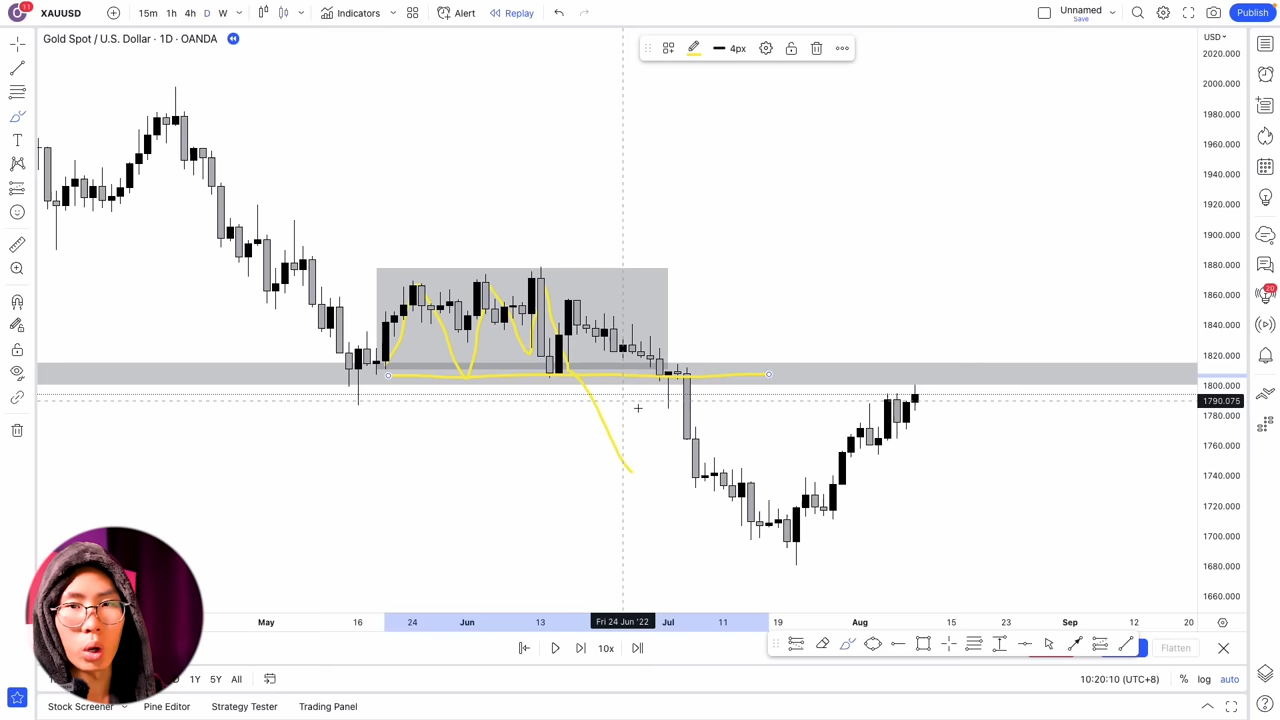 11
XAUUSD
15m 1h 4h D W
Indicators
Alert
Replay
Unnamed
Save
Publish
Gold Spot / U.S. Dollar · 1D · OANDA
4px
USD
2020.000
2000.000
1980.000
1960.000
1940.000
1920.000
1900.000
1880.000
1860.000
1840.000
1820.000
1800.000
1790.075
1780.000
1760.000
1740.000
1720.000
1700.000
1680.000
1660.000
20
May 16 24 Jun 13 Fri 24 Jun '22 Jul 11 19 Aug 15 23 Sep 12 20
10x
Flatten
1Y 5Y All
10:20:10 (UTC+8)
% log auto
Stock Screener
Pine Editor
Strategy Tester
Trading Panel